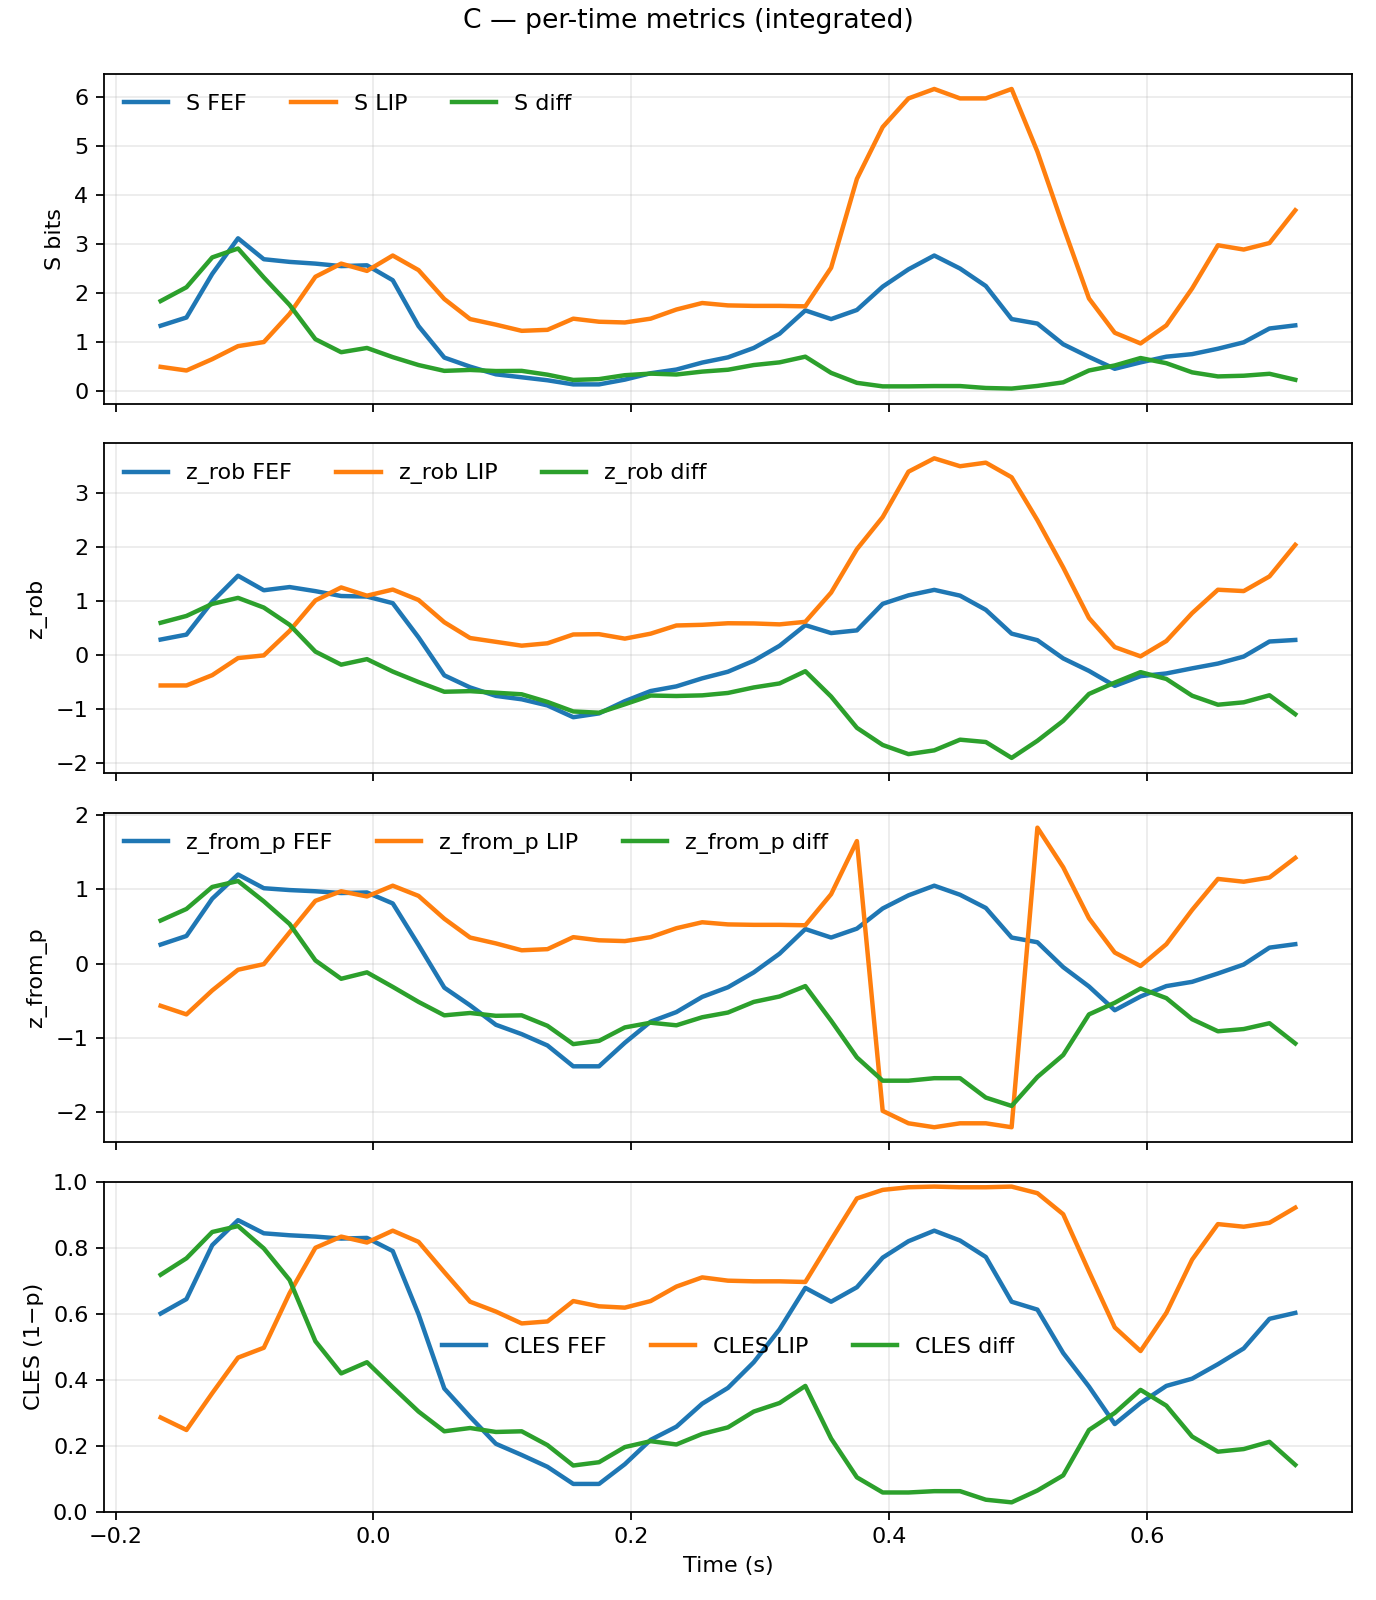 C — per-time metrics (integrated)
S FEF S LIP S diff
S bits
6
5
4
3
2
1
0
z_rob FEF z_rob LIP z_rob diff
z_rob
3
2
1
0
−1
−2
z_from_p FEF z_from_p LIP z_from_p diff
z_from_p
2
1
0
−1
−2
CLES FEF CLES LIP CLES diff
CLES (1−p)
1.0
0.8
0.6
0.4
0.2
0.0
−0.2 0.0 0.2 0.4 0.6
Time (s)